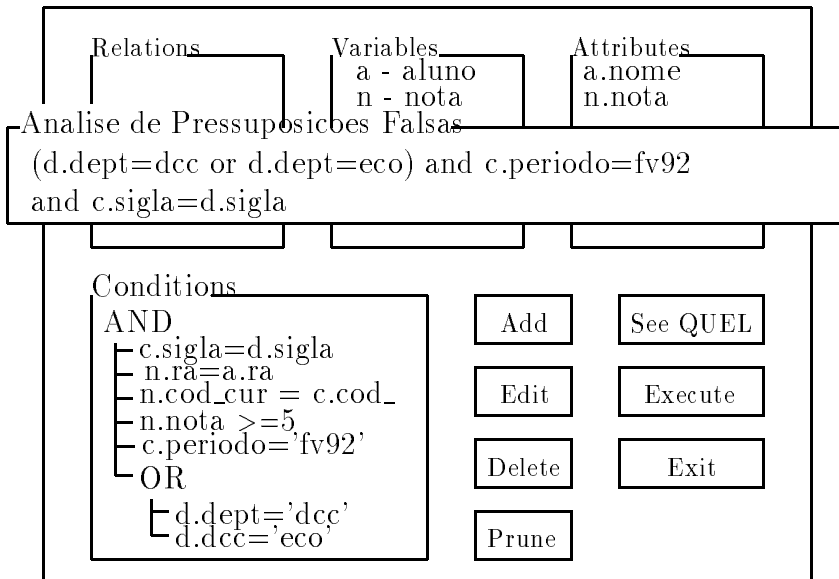 Relations
Variables
Attributes
a - aluno
n - nota
a.nome
n.nota
Analise de Pressuposicoes Falsas
(d.dept=dcc or d.dept=eco) and c.periodo=fv92
and c.sigla=d.sigla
Conditions
AND
c.sigla=d.sigla
n.ra=a.ra
n.cod_cur = c.cod_
n.nota >=5
c.periodo='fv92'
OR
d.dept='dcc'
d.dcc='eco'
Add
See QUEL
Edit
Execute
Delete
Exit
Prune